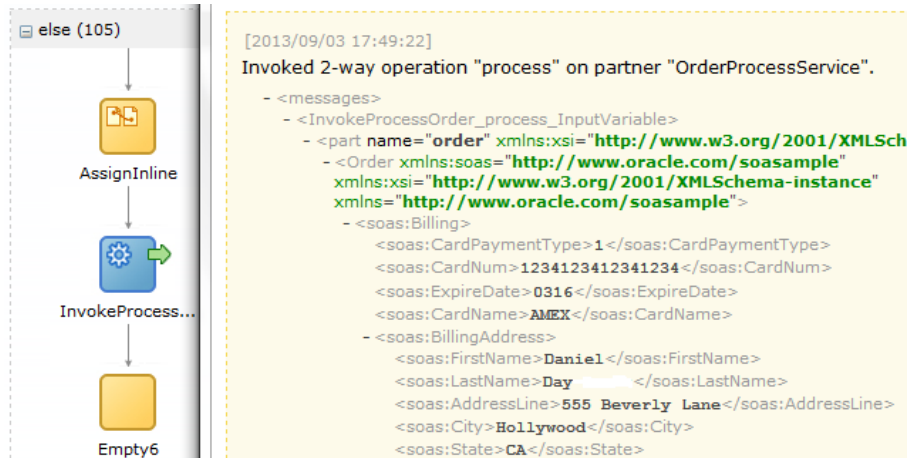 else (105)
AssignInline
InvokeProcess...
Empty6
[2013/09/03 17:49:22]
Invoked 2-way operation "process" on partner "OrderProcessService".
- <messages>
- <InvokeProcessOrder_process_InputVariable>
- <part name="order" xmlns:xsi="http://www.w3.org/2001/XMLSch
- <Order xmlns:soas="http://www.oracle.com/soasample"
xmlns:xsi="http://www.w3.org/2001/XMLSchema-instance"
xmlns="http://www.oracle.com/soasample">
- <soas:Billing>
<soas:CardPaymentType>1</soas:CardPaymentType>
<soas:CardNum>1234123412341234</soas:CardNum>
<soas:ExpireDate>0316</soas:ExpireDate>
<soas:CardName>AMEX</soas:CardName>
- <soas:BillingAddress>
<soas:FirstName>Daniel</soas:FirstName>
<soas:LastName>Day </soas:LastName>
<soas:AddressLine>555 Beverly Lane</soas:AddressLine>
<soas:City>Hollywood</soas:City>
<soas:State>CA</soas:State>